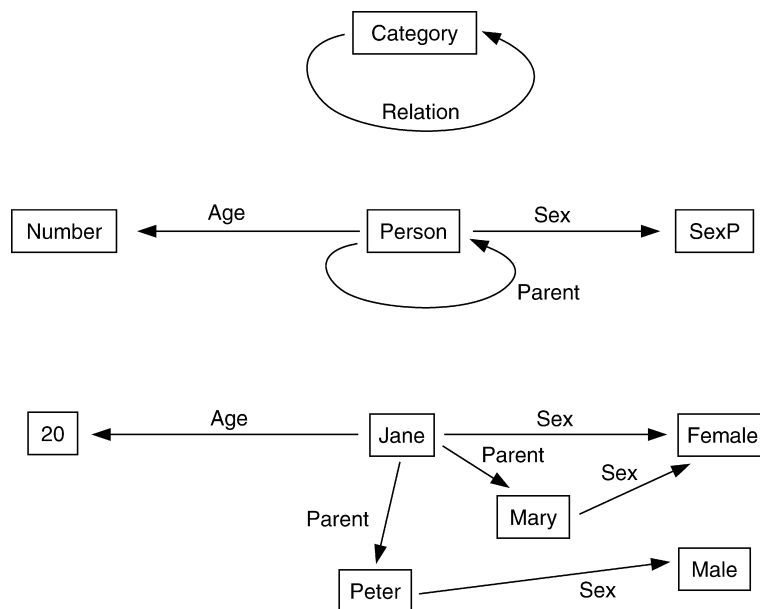 Category
Relation
Age
Sex
Number
Person
SexP
Parent
Age
Sex
20
Jane
Female
Parent
Sex
Parent
Mary
Male
Peter
Sex